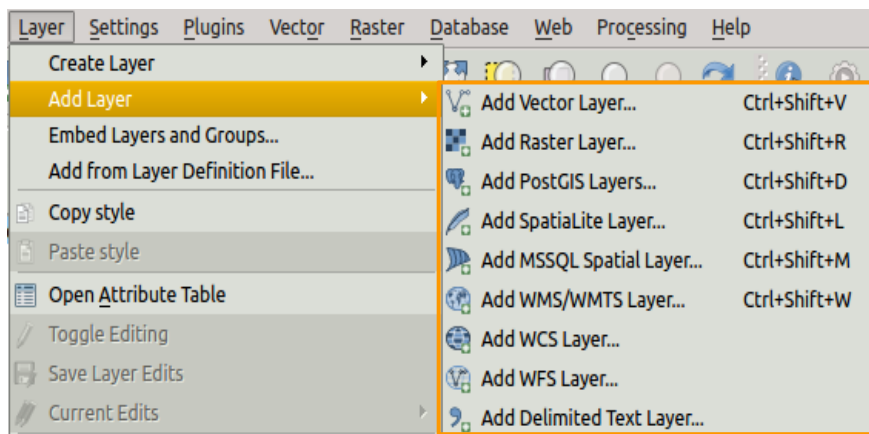 Layer Settings Plugins Vector Raster Database Web Processing Help
Create Layer
Add Layer
Embed Layers and Groups...
Add from Layer Definition File...
Copy style
Paste style
Open Attribute Table
Toggle Editing
Save Layer Edits
Current Edits
Add Vector Layer... Ctrl+Shift+V
Add Raster Layer... Ctrl+Shift+R
Add PostGIS Layers... Ctrl+Shift+D
Add SpatiaLite Layer... Ctrl+Shift+L
Add MSSQL Spatial Layer... Ctrl+Shift+M
Add WMS/WMTS Layer... Ctrl+Shift+W
Add WCS Layer...
Add WFS Layer...
Add Delimited Text Layer...